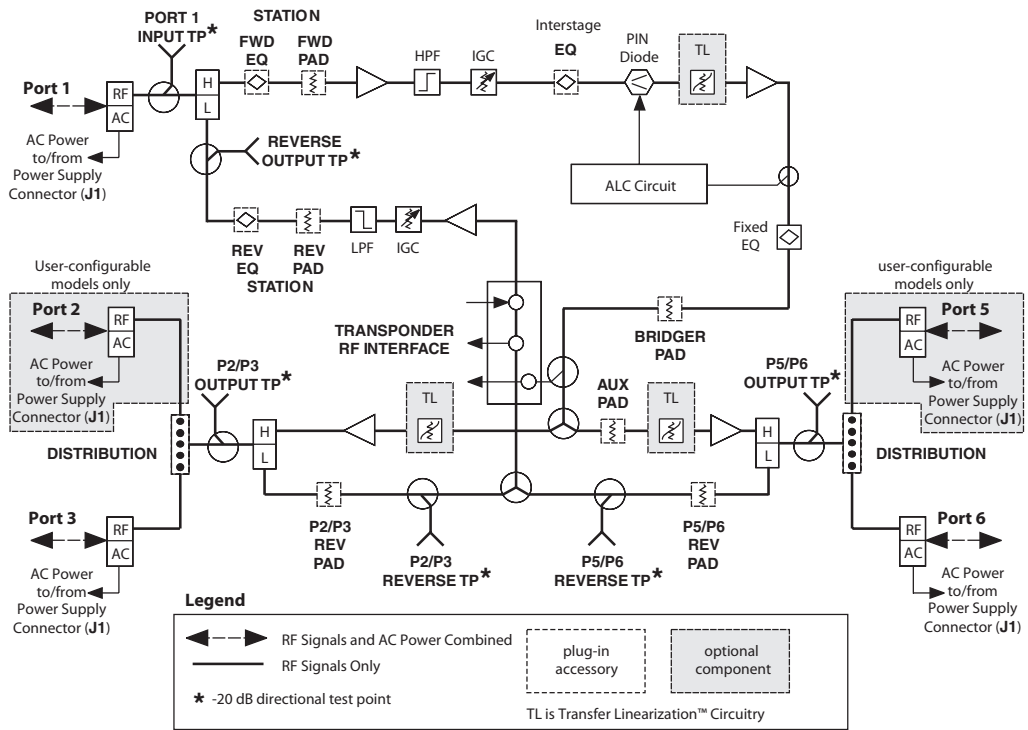 PORT 1
INPUT TP*
STATION
FWD
EQ
FWD
PAD
HPF
IGC
Interstage
EQ
PIN
Diode
TL
Port 1
RF
AC
H
L
AC Power
to/from
Power Supply
Connector (J1)
REVERSE
OUTPUT TP*
ALC Circuit
Fixed
EQ
REV
EQ
REV
PAD
STATION
LPF
IGC
User-configurable
models only
Port 2
RF
AC
AC Power
to/from
Power Supply
Connector (J1)
P2/P3
OUTPUT TP*
TRANSPONDER
RF INTERFACE
BRIDGER
PAD
AUX
PAD
TL
TL
P5/P6
OUTPUT TP*
user-configurable
models only
Port 5
RF
AC
AC Power
to/from
Power Supply
Connector (J1)
DISTRIBUTION
H
L
H
L
DISTRIBUTION
Port 3
RF
AC
AC Power
to/from
Power Supply
Connector (J1)
P2/P3
REV
PAD
P2/P3
REVERSE TP*
P5/P6
REVERSE TP*
P5/P6
REV
PAD
Port 6
RF
AC
AC Power
to/from
Power Supply
Connector (J1)
Legend
RF Signals and AC Power Combined
RF Signals Only
* -20 dB directional test point
plug-in
accessory
optional
component
TL is Transfer Linearization™ Circuitry